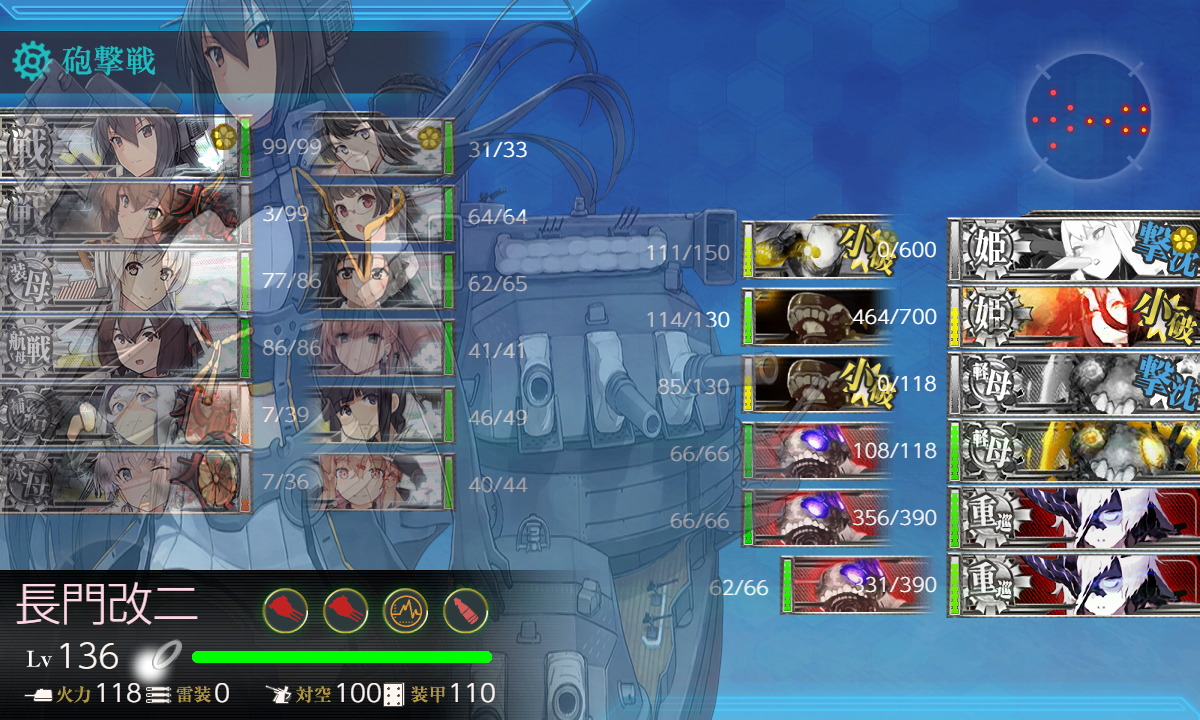 砲撃戦
戦 99/99 31/33
戦 大破 3/99 64/64
装母 77/86 62/65
航戦 86/86 41/41
7/39 46/49
水母 7/36 40/44
111/150 小破 0/600 姫 撃沈
114/130 464/700 姫 小破
85/130 小破 0/118 軽母 撃沈
66/66 108/118 軽母
66/66 356/390 重巡
62/66 331/390 重巡
長門改二
Lv 136
火力 118 雷装 0 対空 100 装甲 110